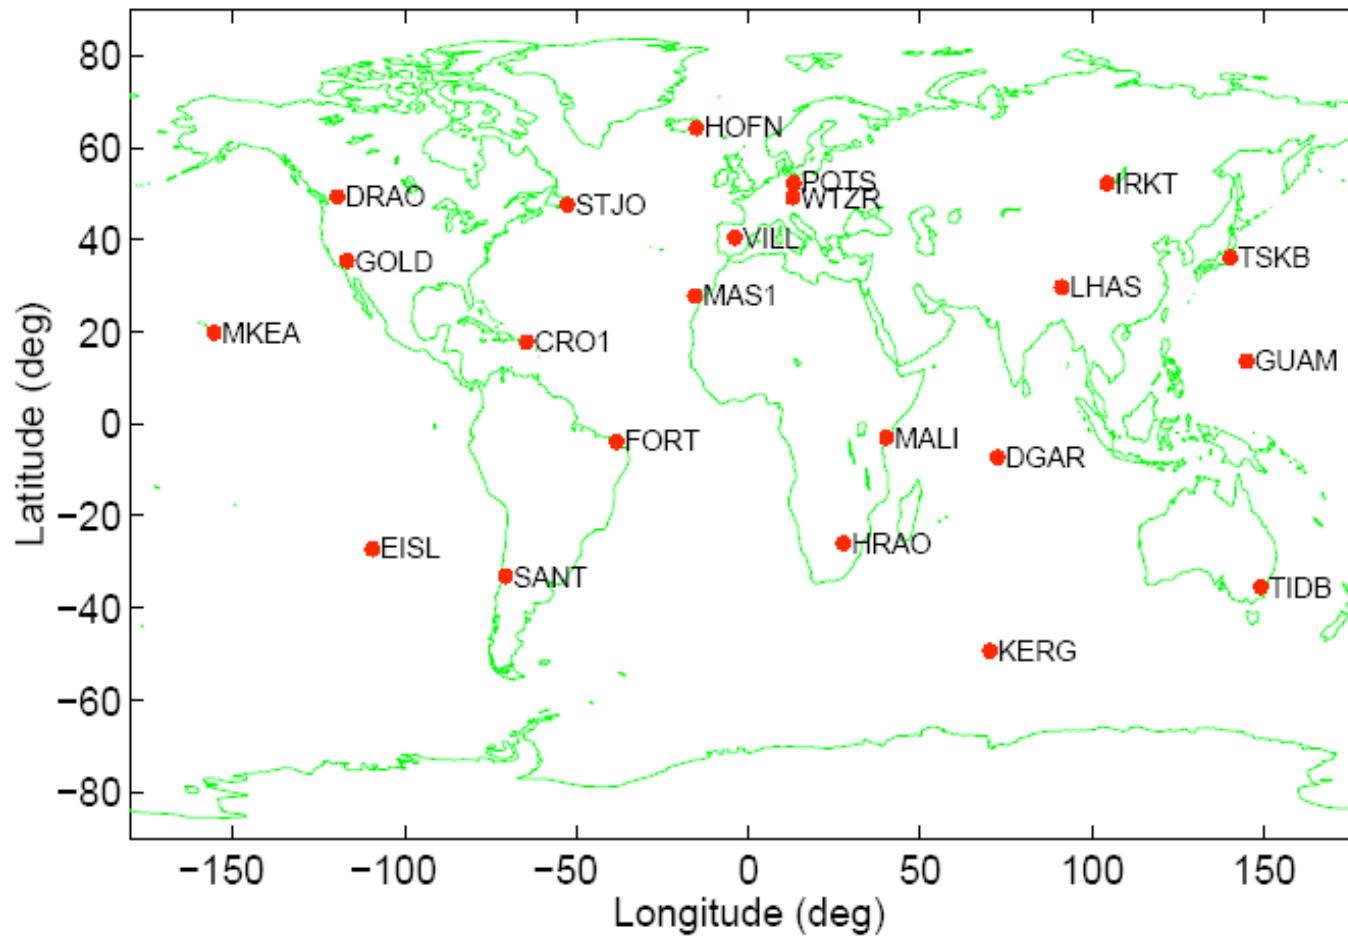 80
60
40
20
0
−20
−40
−60
−80
Latitude (deg)
HOFN
POTS
WTZR
IRKT
DRAO
STJO
VILL
TSKB
GOLD
LHAS
MAS1
MKEA
CRO1
GUAM
FORT
MALI
DGAR
EISL
HRAO
SANT
TIDB
KERG
−150 −100 −50 0 50 100 150
Longitude (deg)